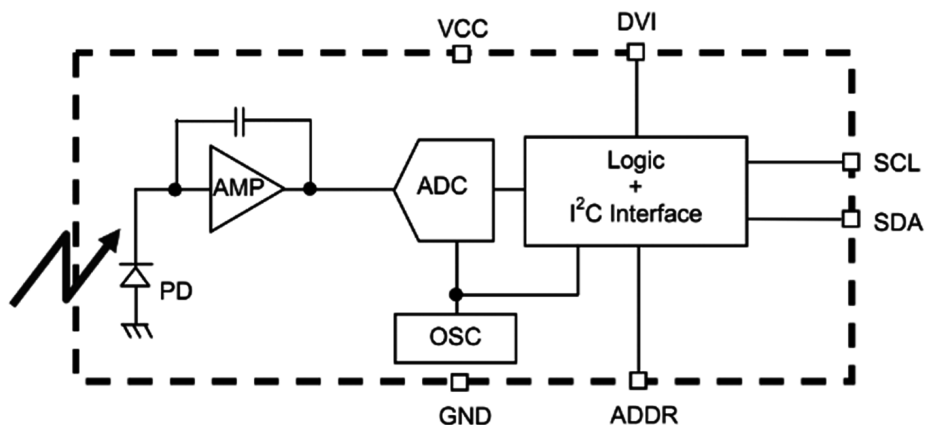 VCC
DVI
AMP
ADC
Logic
+
I²C Interface
SCL
SDA
PD
OSC
GND
ADDR